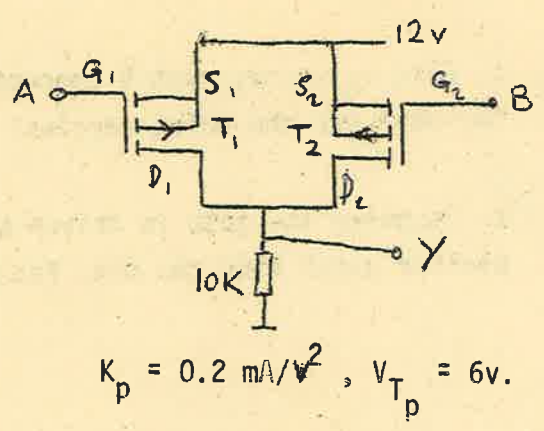 12v
A G₁ S₁ S₂ G₂ B
T₁ T₂
D₁ D₂
Y
10K
Kp = 0.2 mA/v², VTp = 6v.